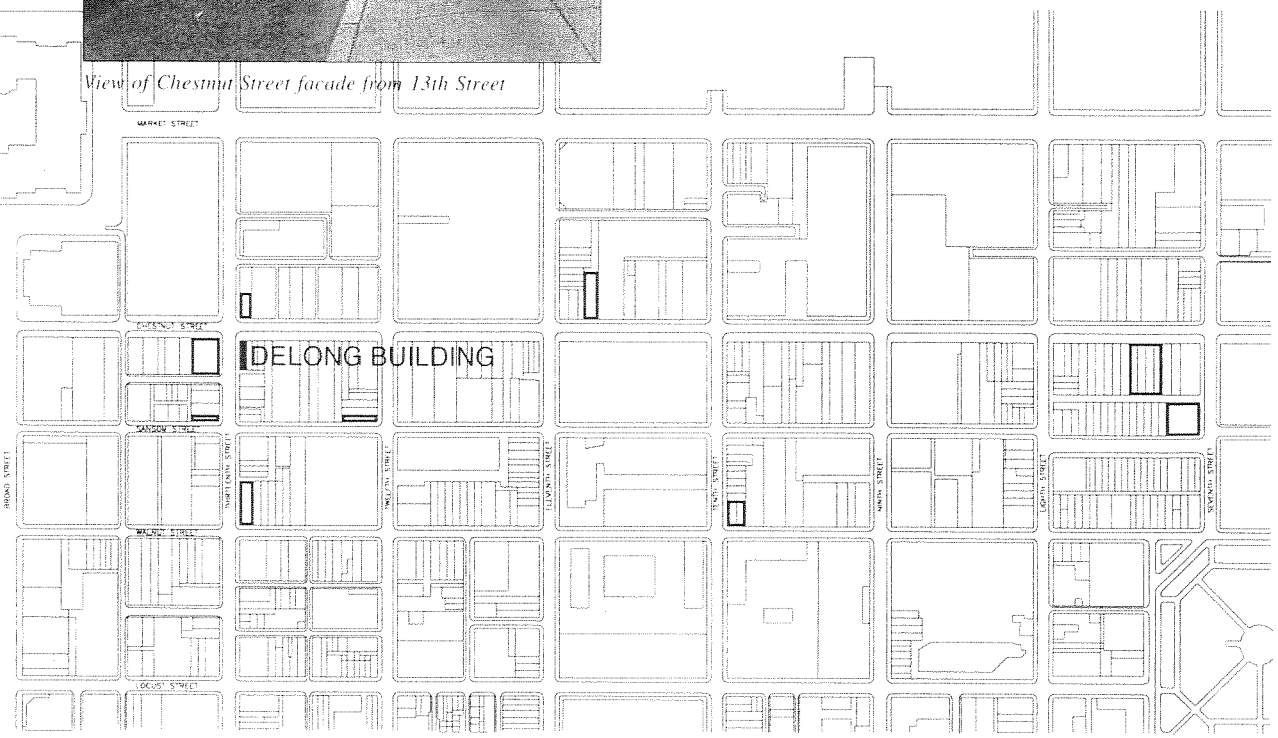 View of Chestnut Street facade from 13th Street
MARKET STREET
CHESTNUT STREET
DELONG BUILDING
SANSOM STREET
BROAD STREET
THIRTEENTH STREET
TWELFTH STREET
ELEVENTH STREET
TENTH STREET
NINTH STREET
EIGHTH STREET
SEVENTH STREET
WALNUT STREET
LOCUST STREET